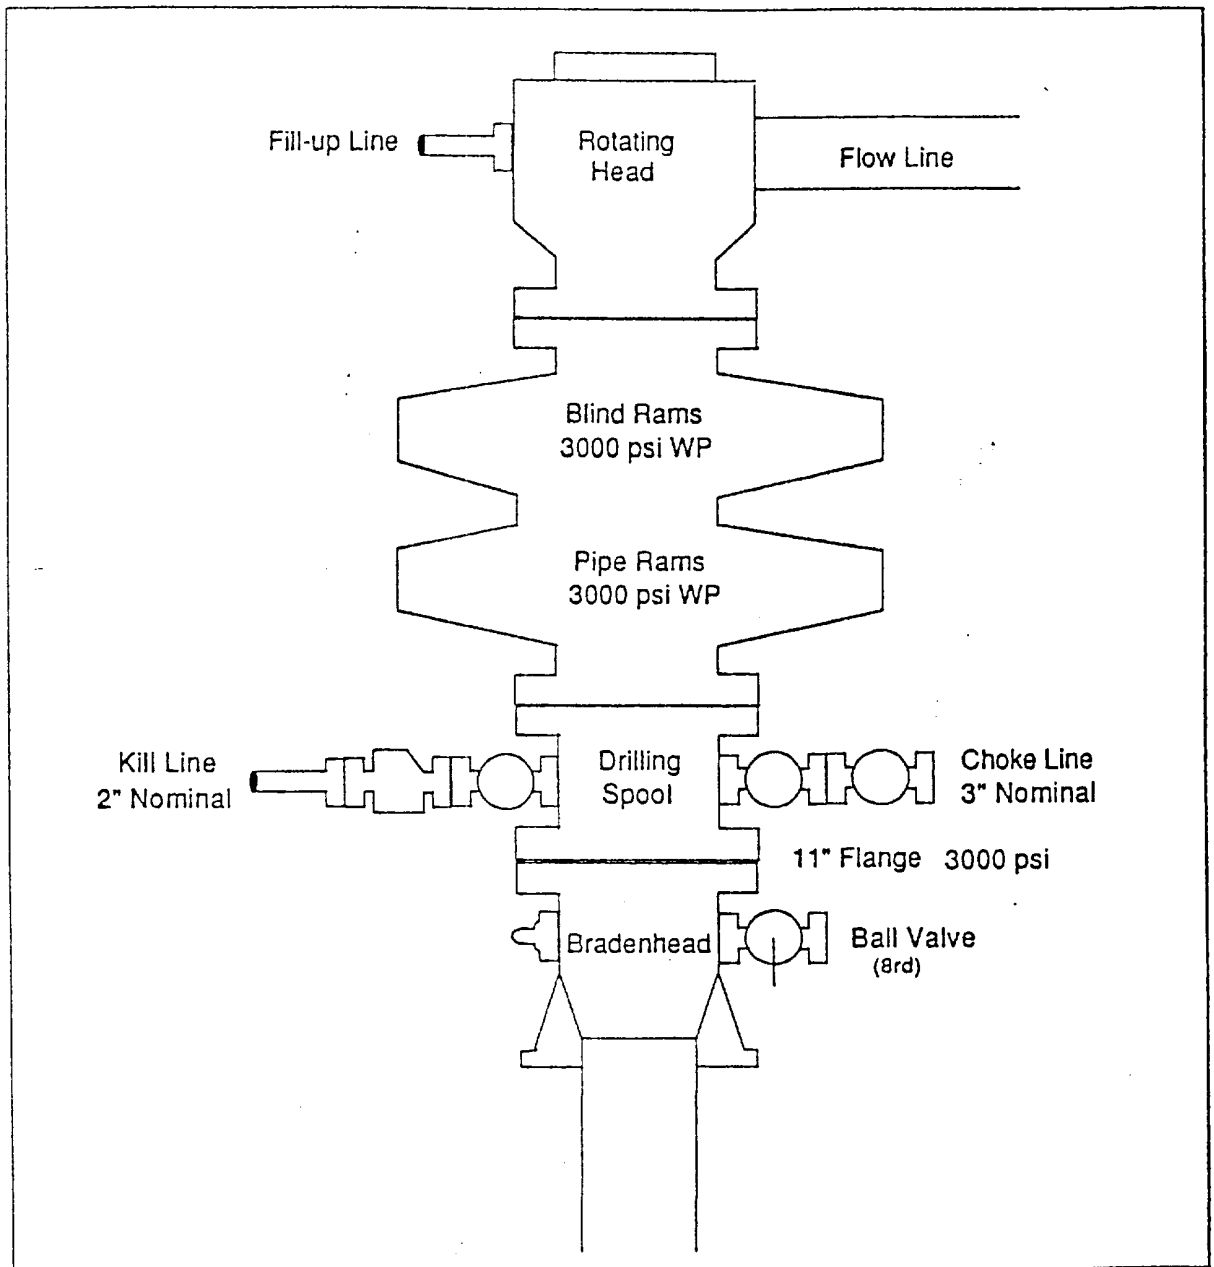 Fill-up Line
Rotating
Head
Flow Line
Blind Rams
3000 psi WP
Pipe Rams
3000 psi WP
Kill Line
2" Nominal
Drilling
Spool
Choke Line
3" Nominal
11" Flange 3000 psi
Bradenhead
Ball Valve
(8rd)